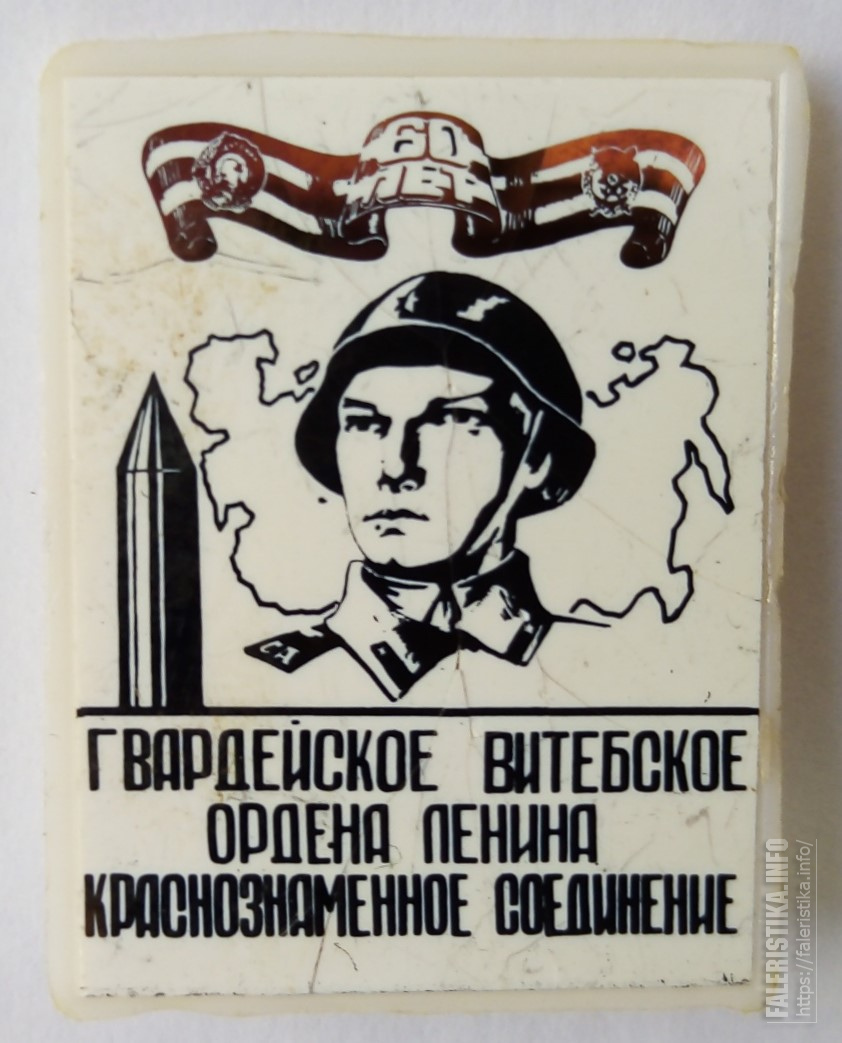 60
ЛЕТ
СА
ГВАРДЕЙСКОЕ ВИТЕБСКОЕ
ОРДЕНА ЛЕНИНА
КРАСНОЗНАМЕННОЕ СОЕДИНЕНИЕ
FALERISTIKA.INFO
https://faleristika.info/